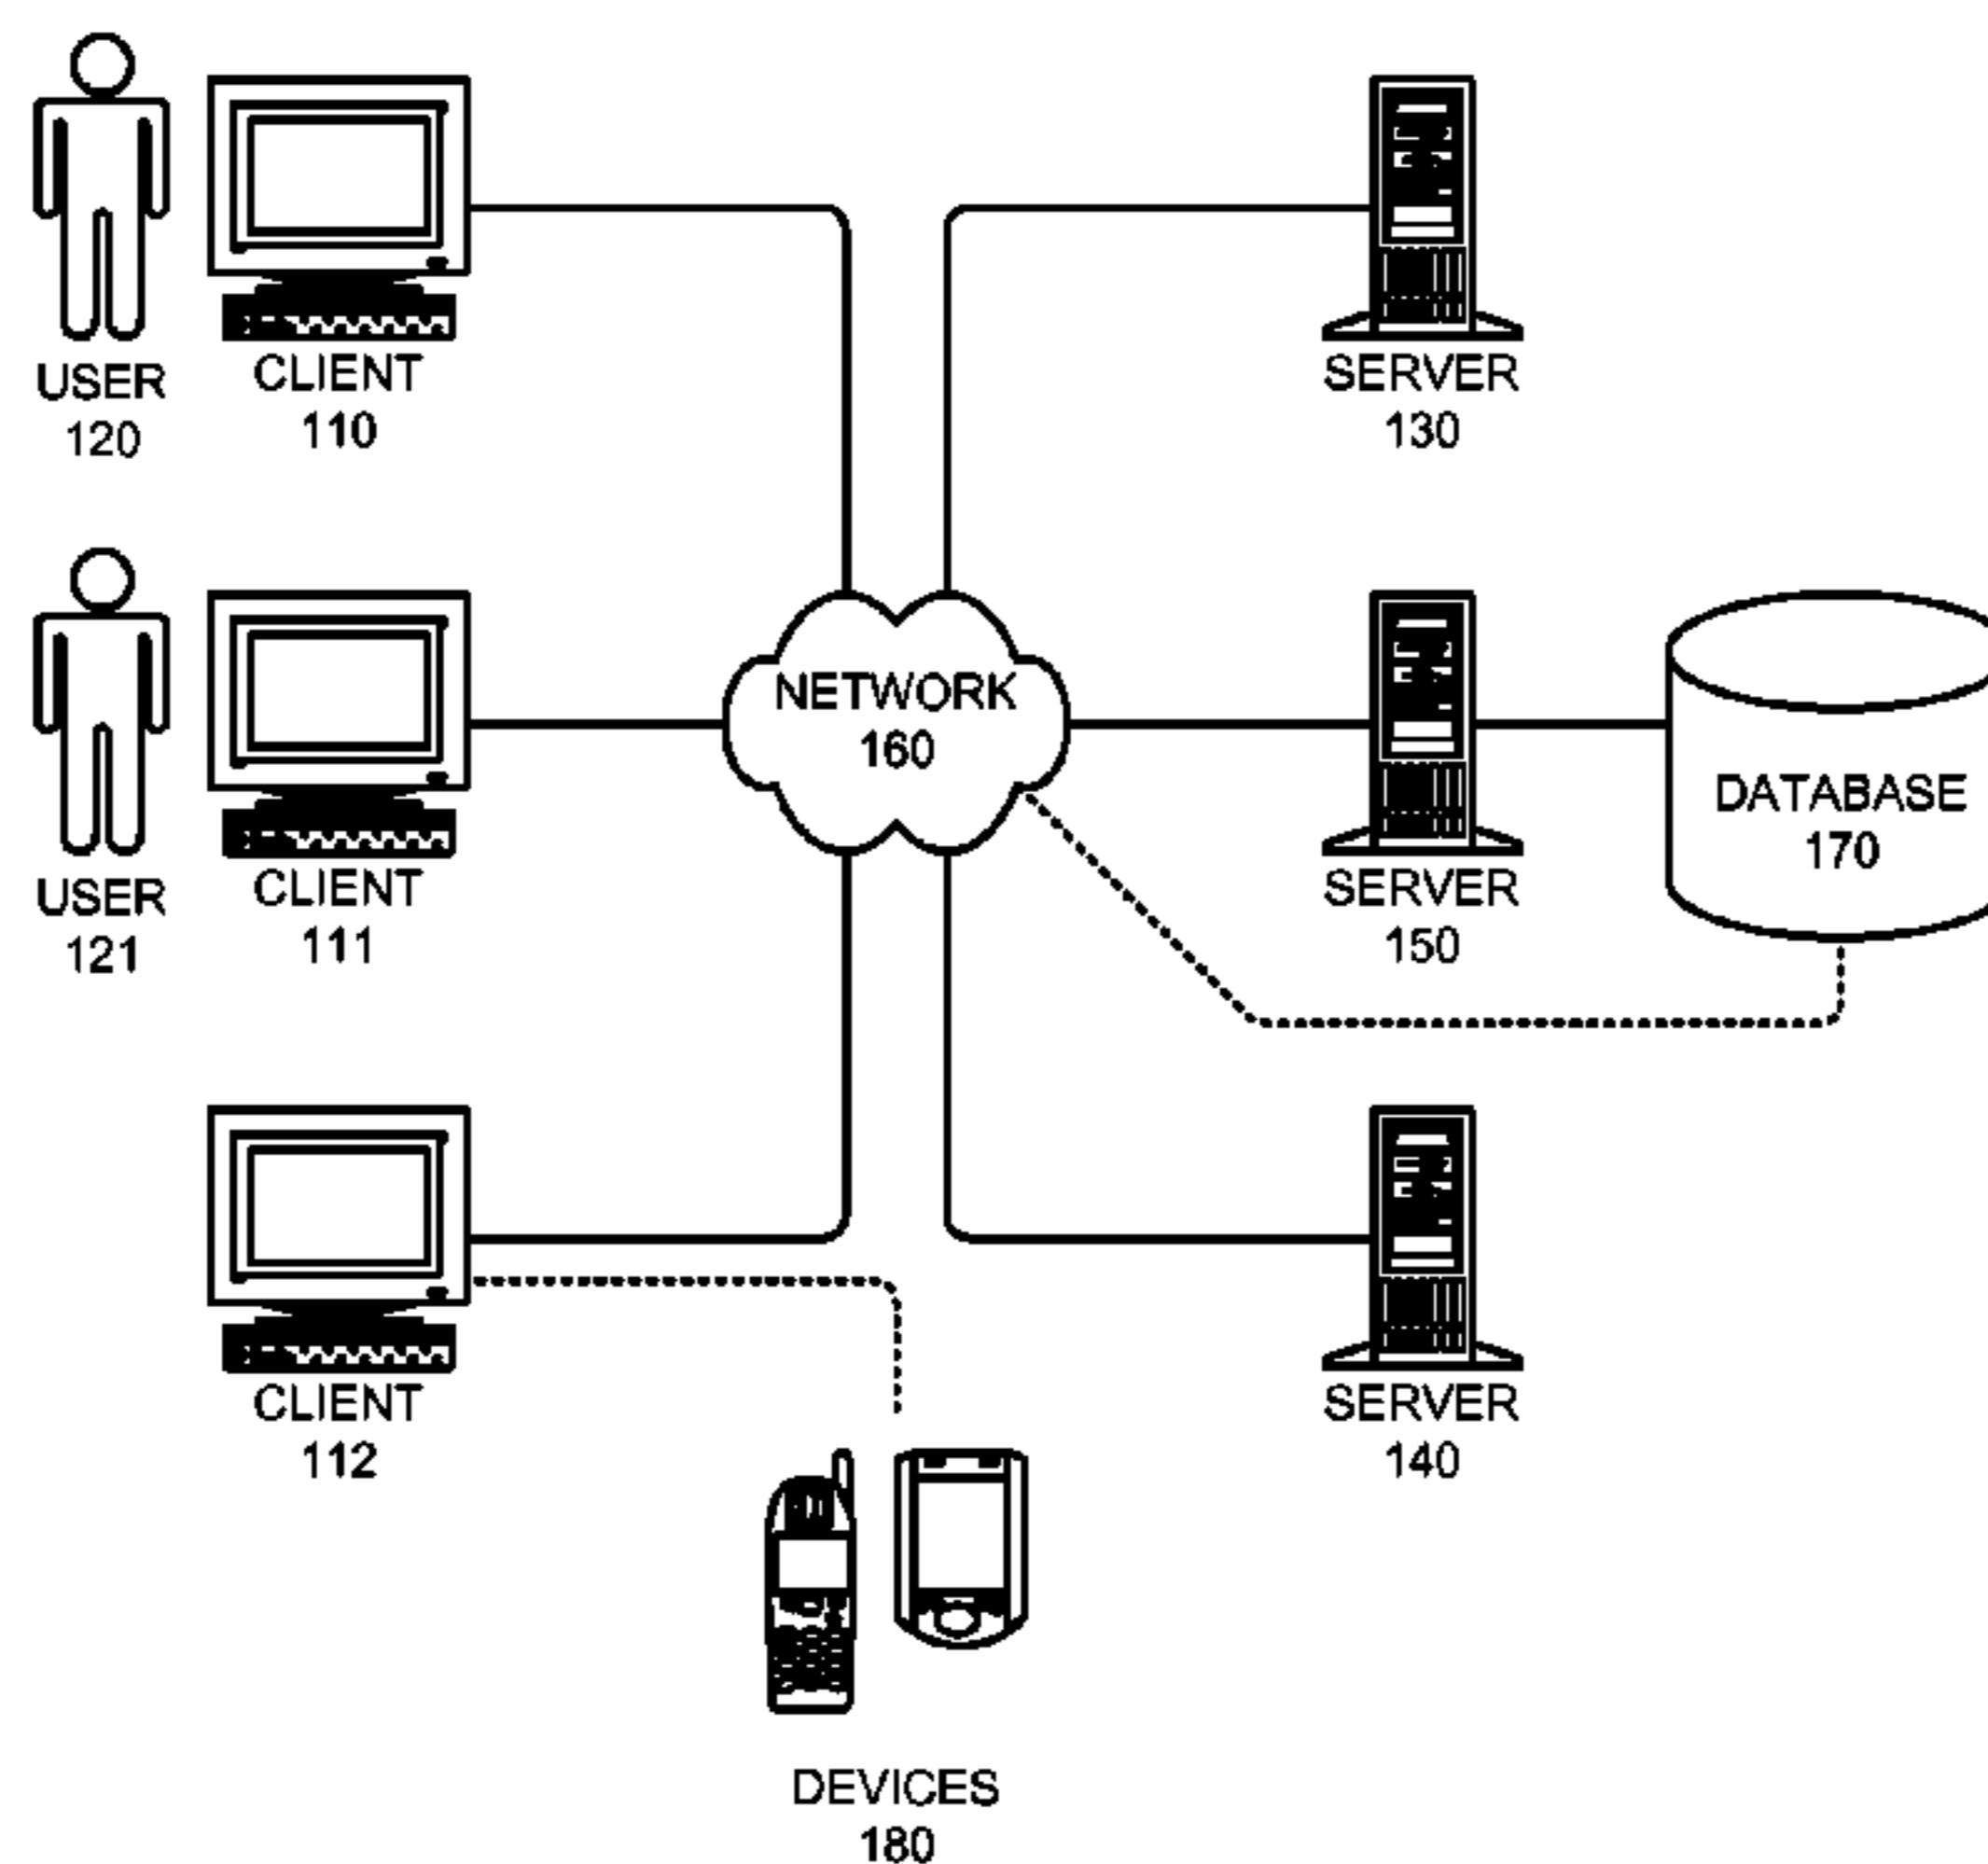 USER
120
CLIENT
110
SERVER
130
USER
121
CLIENT
111
NETWORK
160
SERVER
150
DATABASE
170
CLIENT
112
SERVER
140
DEVICES
180